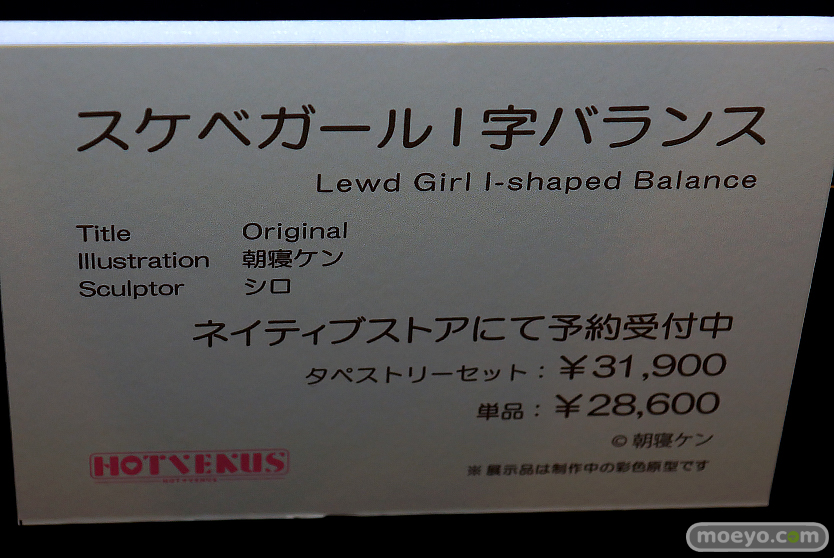 スケベガールI字バランス
Lewd Girl I-shaped Balance
Title Original
Illustration 朝寝ケン
Sculptor シロ
ネイティブストアにて予約受付中
タペストリーセット：￥31,900
単品：￥28,600
©朝寝ケン
※展示品は制作中の彩色原型です
HOTVENUS
HOTVENUS
moeyo.com